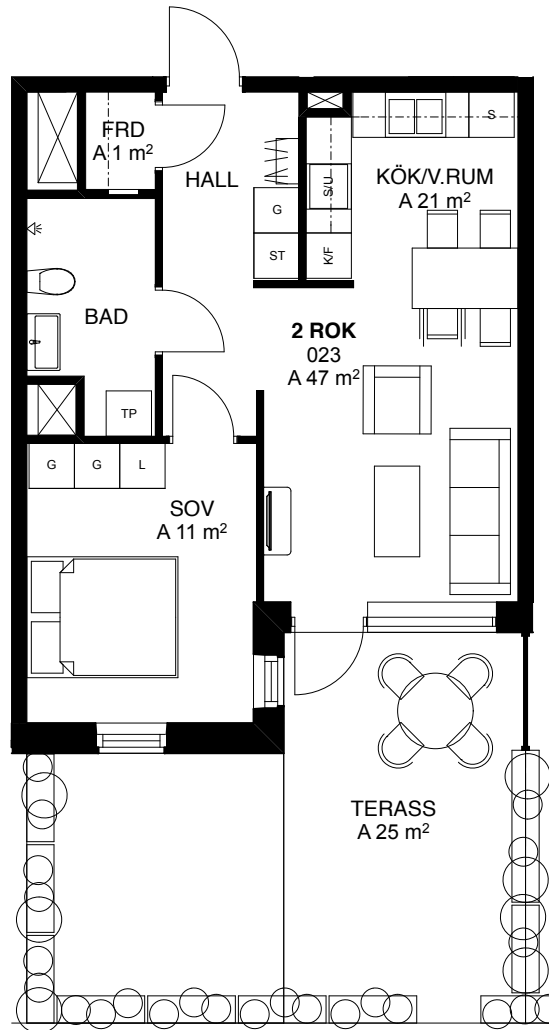 FRD
A 1 m²
HALL
S
KÖK/V.RUM
A 21 m²
S/U
G
ST
K/F
BAD
2 ROK
023
A 47 m²
TP
G
G
L
SOV
A 11 m²
TERASS
A 25 m²